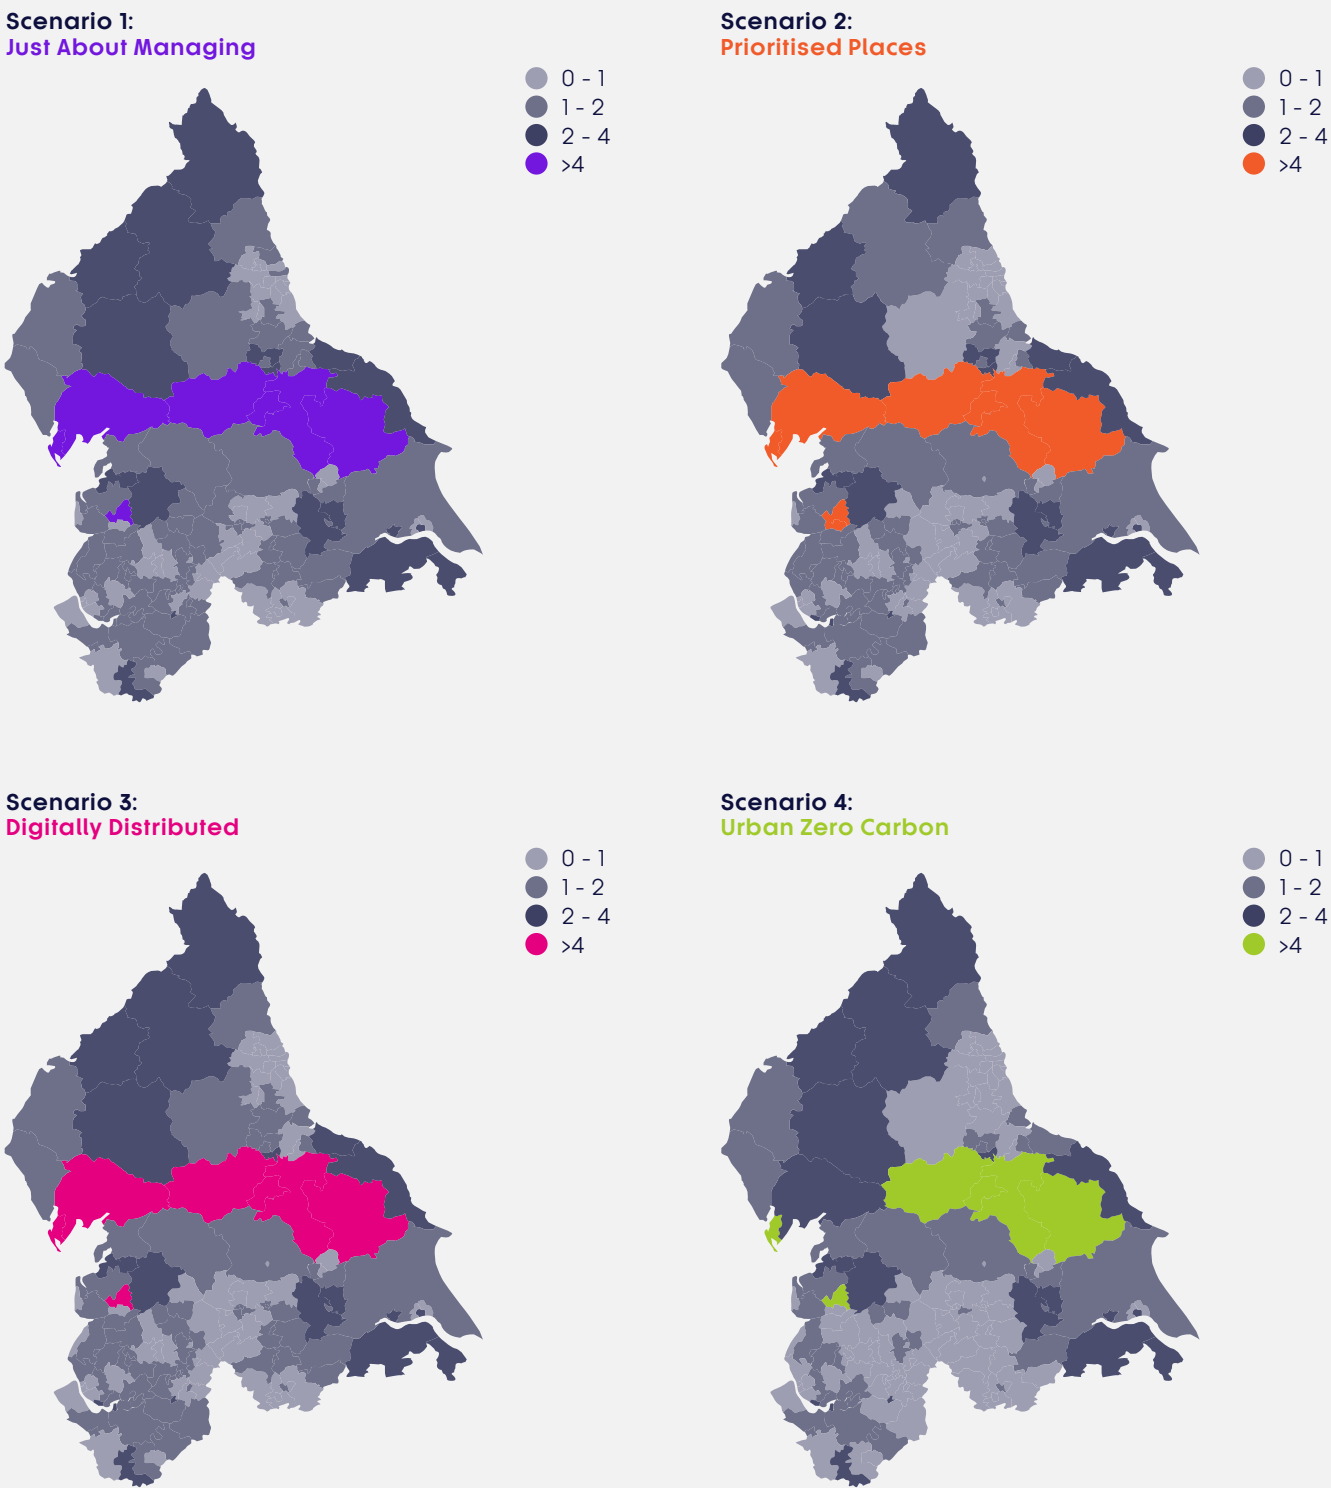 Scenario 1:
Just About Managing
0 - 1
1 - 2
2 - 4
>4
Scenario 2:
Prioritised Places
0 - 1
1 - 2
2 - 4
>4
Scenario 3:
Digitally Distributed
0 - 1
1 - 2
2 - 4
>4
Scenario 4:
Urban Zero Carbon
0 - 1
1 - 2
2 - 4
>4